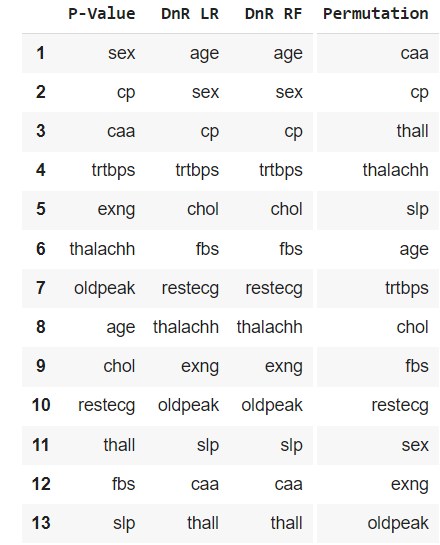 P-Value DnR LR DnR RF Permutation
1 sex age age caa
2 cp sex sex cp
3 caa cp cp thall
4 trtbps trtbps trtbps thalachh
5 exng chol chol slp
6 thalachh fbs fbs age
7 oldpeak restecg restecg trtbps
8 age thalachh thalachh chol
9 chol exng exng fbs
10 restecg oldpeak oldpeak restecg
11 thall slp slp sex
12 fbs caa caa exng
13 slp thall thall oldpeak